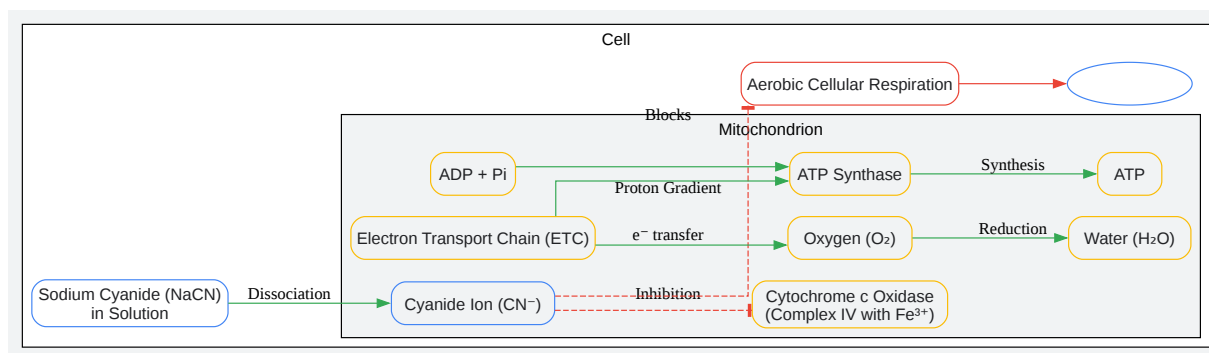 Cell
Aerobic Cellular Respiration
Blocks
Mitochondrion
ADP + Pi
ATP Synthase
Synthesis
ATP
Proton Gradient
Electron Transport Chain (ETC)
e⁻ transfer
Oxygen (O₂)
Reduction
Water (H₂O)
Sodium Cyanide (NaCN)
in Solution
Dissociation
Cyanide Ion (CN⁻)
Inhibition
Cytochrome c Oxidase
(Complex IV with Fe³⁺)